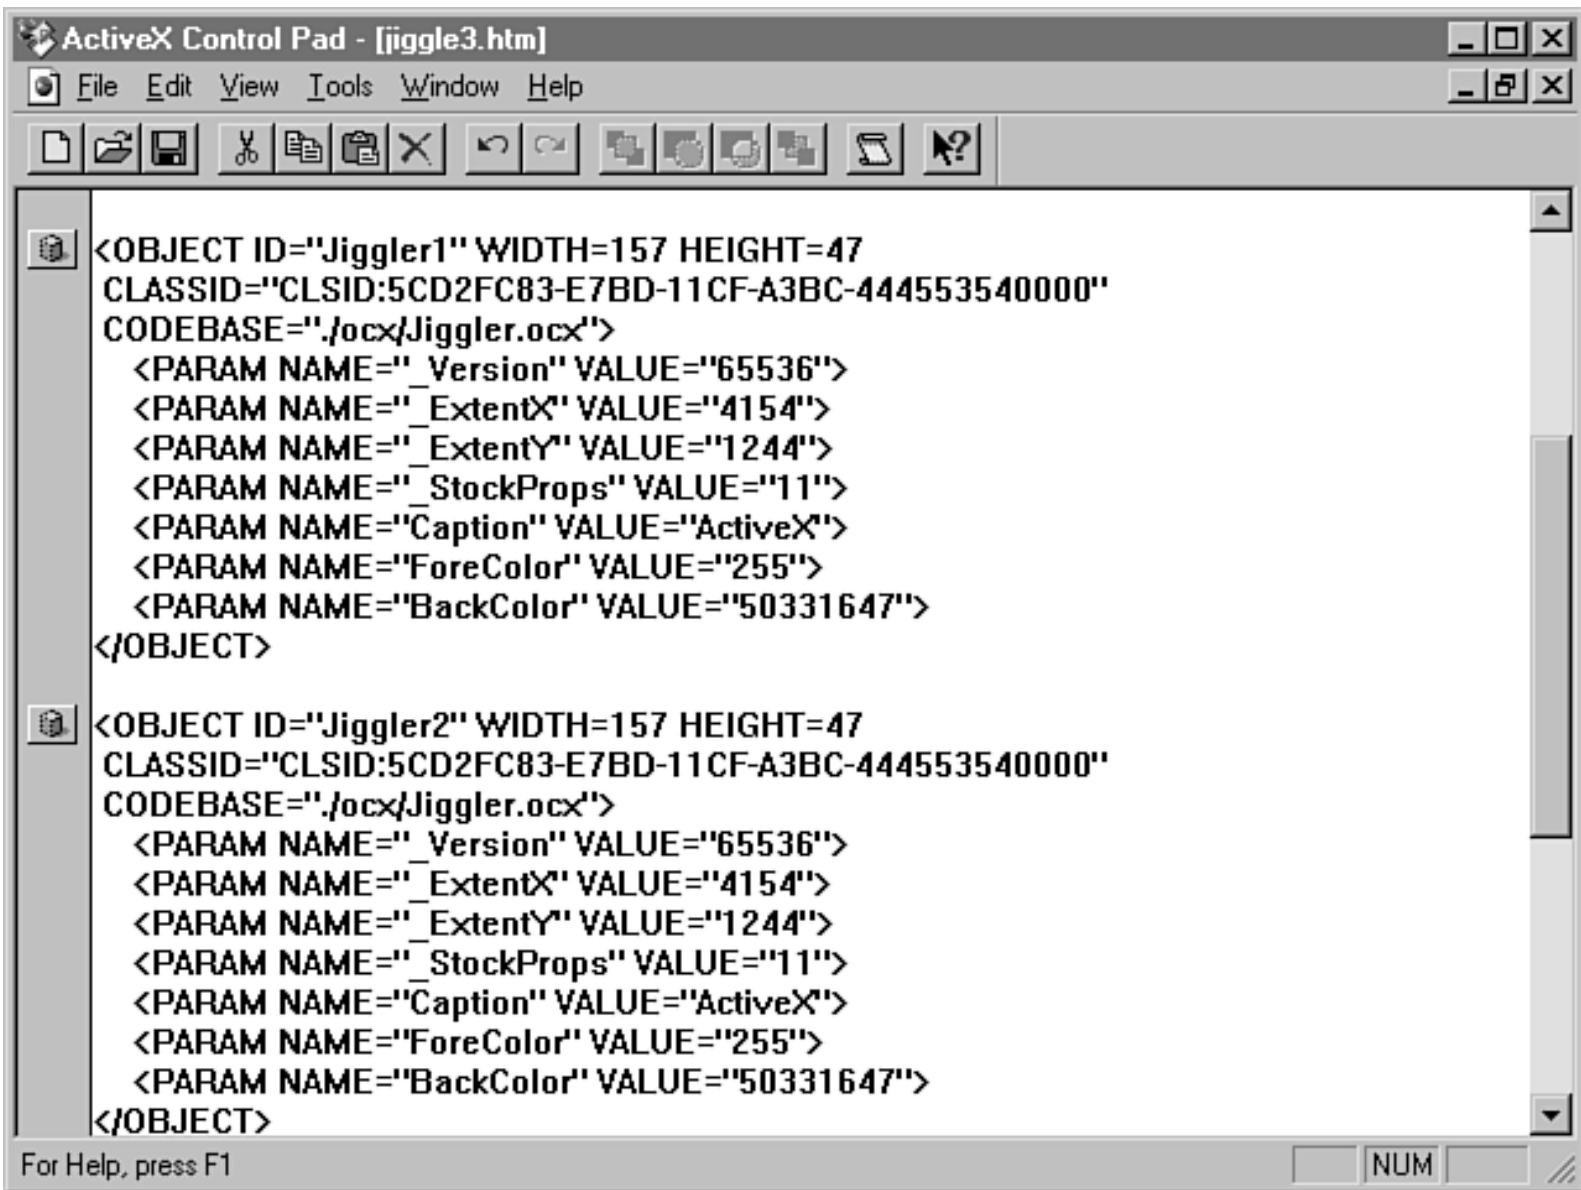 ActiveX Control Pad - [jiggle3.htm]
File Edit View Tools Window Help
<OBJECT ID="Jiggler1" WIDTH=157 HEIGHT=47
CLASSID="CLSID:5CD2FC83-E7BD-11CF-A3BC-444553540000"
CODEBASE="./ocx/Jiggler.ocx">
<PARAM NAME="_Version" VALUE="65536">
<PARAM NAME="_ExtentX" VALUE="4154">
<PARAM NAME="_ExtentY" VALUE="1244">
<PARAM NAME="_StockProps" VALUE="11">
<PARAM NAME="Caption" VALUE="ActiveX">
<PARAM NAME="ForeColor" VALUE="255">
<PARAM NAME="BackColor" VALUE="50331647">
</OBJECT>
<OBJECT ID="Jiggler2" WIDTH=157 HEIGHT=47
CLASSID="CLSID:5CD2FC83-E7BD-11CF-A3BC-444553540000"
CODEBASE="./ocx/Jiggler.ocx">
<PARAM NAME="_Version" VALUE="65536">
<PARAM NAME="_ExtentX" VALUE="4154">
<PARAM NAME="_ExtentY" VALUE="1244">
<PARAM NAME="_StockProps" VALUE="11">
<PARAM NAME="Caption" VALUE="ActiveX">
<PARAM NAME="ForeColor" VALUE="255">
<PARAM NAME="BackColor" VALUE="50331647">
</OBJECT>
For Help, press F1 NUM